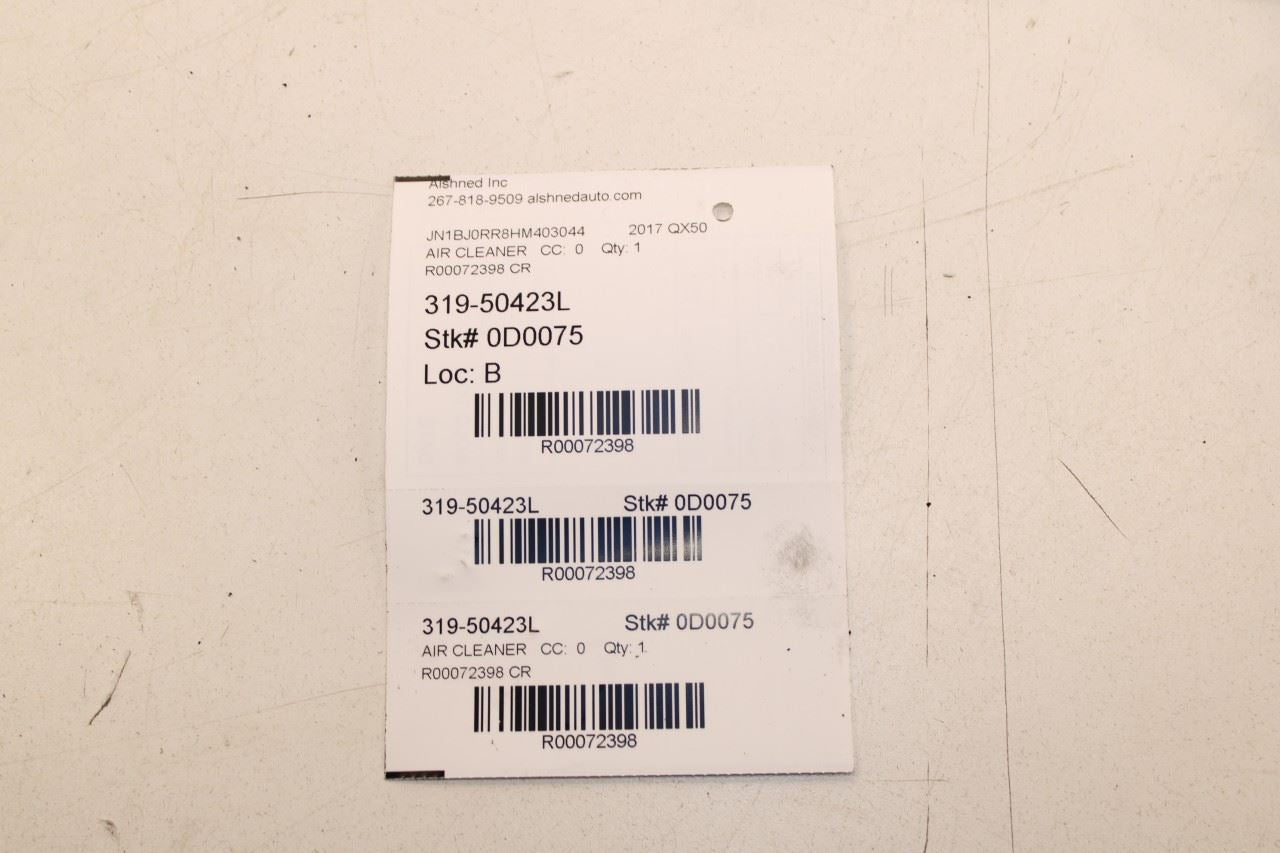 Alshned Inc
267-818-9509 alshnedauto.com
JN1BJ0RR8HM403044 2017 QX50
AIR CLEANER CC: 0 Qty: 1
R00072398 CR
319-50423L
Stk# 0D0075
Loc: B
R00072398
319-50423L Stk# 0D0075
R00072398
319-50423L Stk# 0D0075
AIR CLEANER CC: 0 Qty: 1
R00072398 CR
R00072398